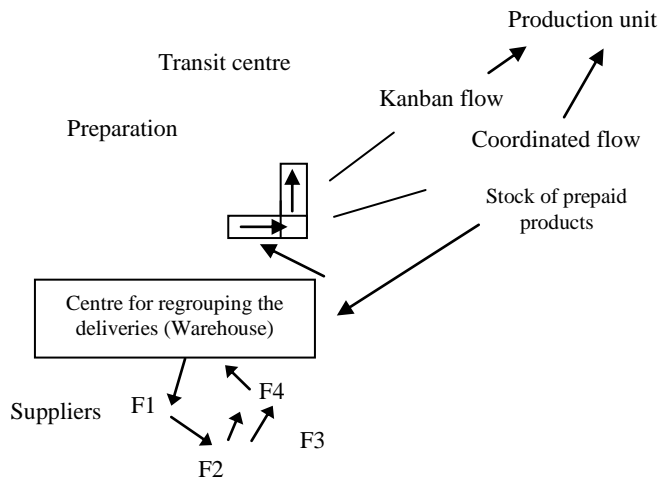 Production unit
Transit centre
Kanban flow
Preparation
Coordinated flow
Stock of prepaid
products
Centre for regrouping the
deliveries (Warehouse)
F4
Suppliers
F1
F3
F2